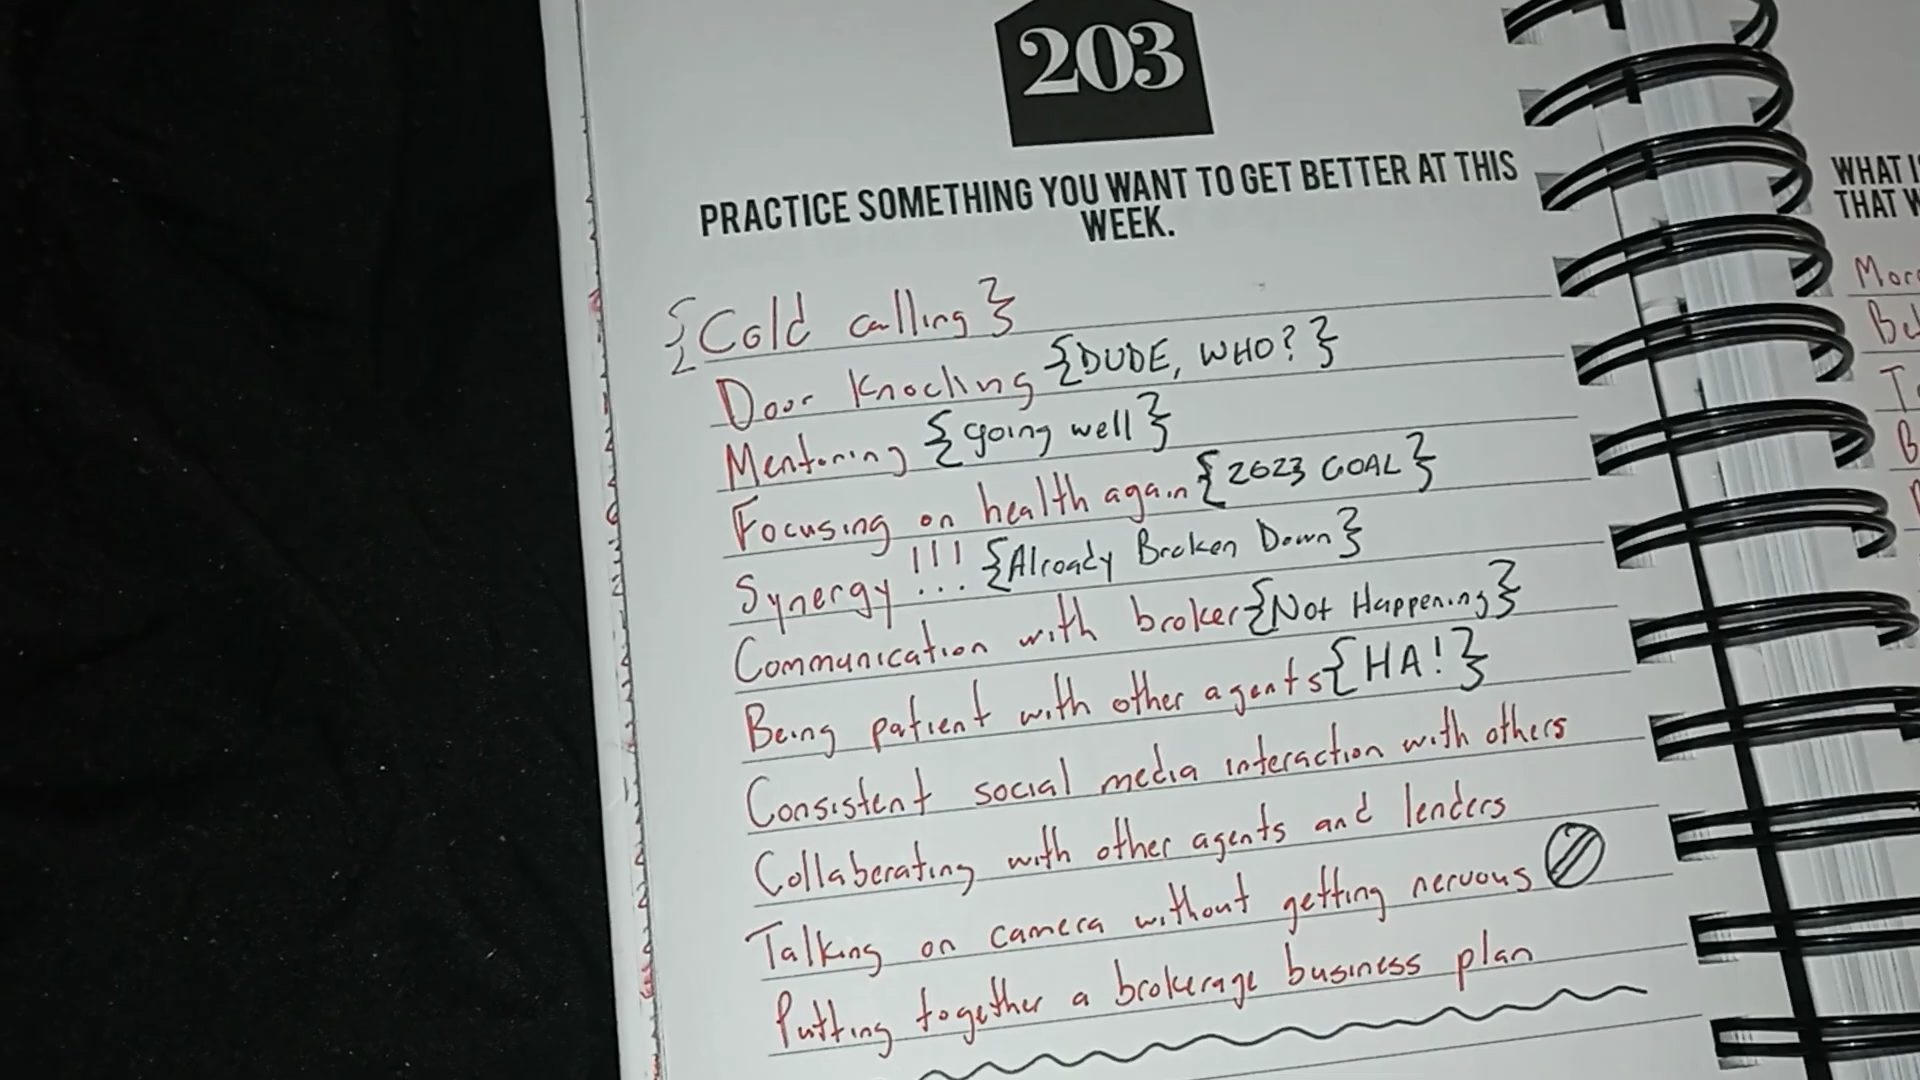 203
PRACTICE SOMETHING YOU WANT TO GET BETTER AT THIS
WEEK.
{Cold calling}
Door Knocking {DUDE, WHO?}
Mentoring {going well}
Focusing on health again {2023 GOAL}
Synergy!!! {Already Broken Down}
Communication with broker {Not Happening}
Being patient with other agents {HA!}
Consistent social media interaction with others
Collaberating with other agents and lenders
Talking on camera without getting nervous
Putting together a brokerage business plan
WHAT
THAT